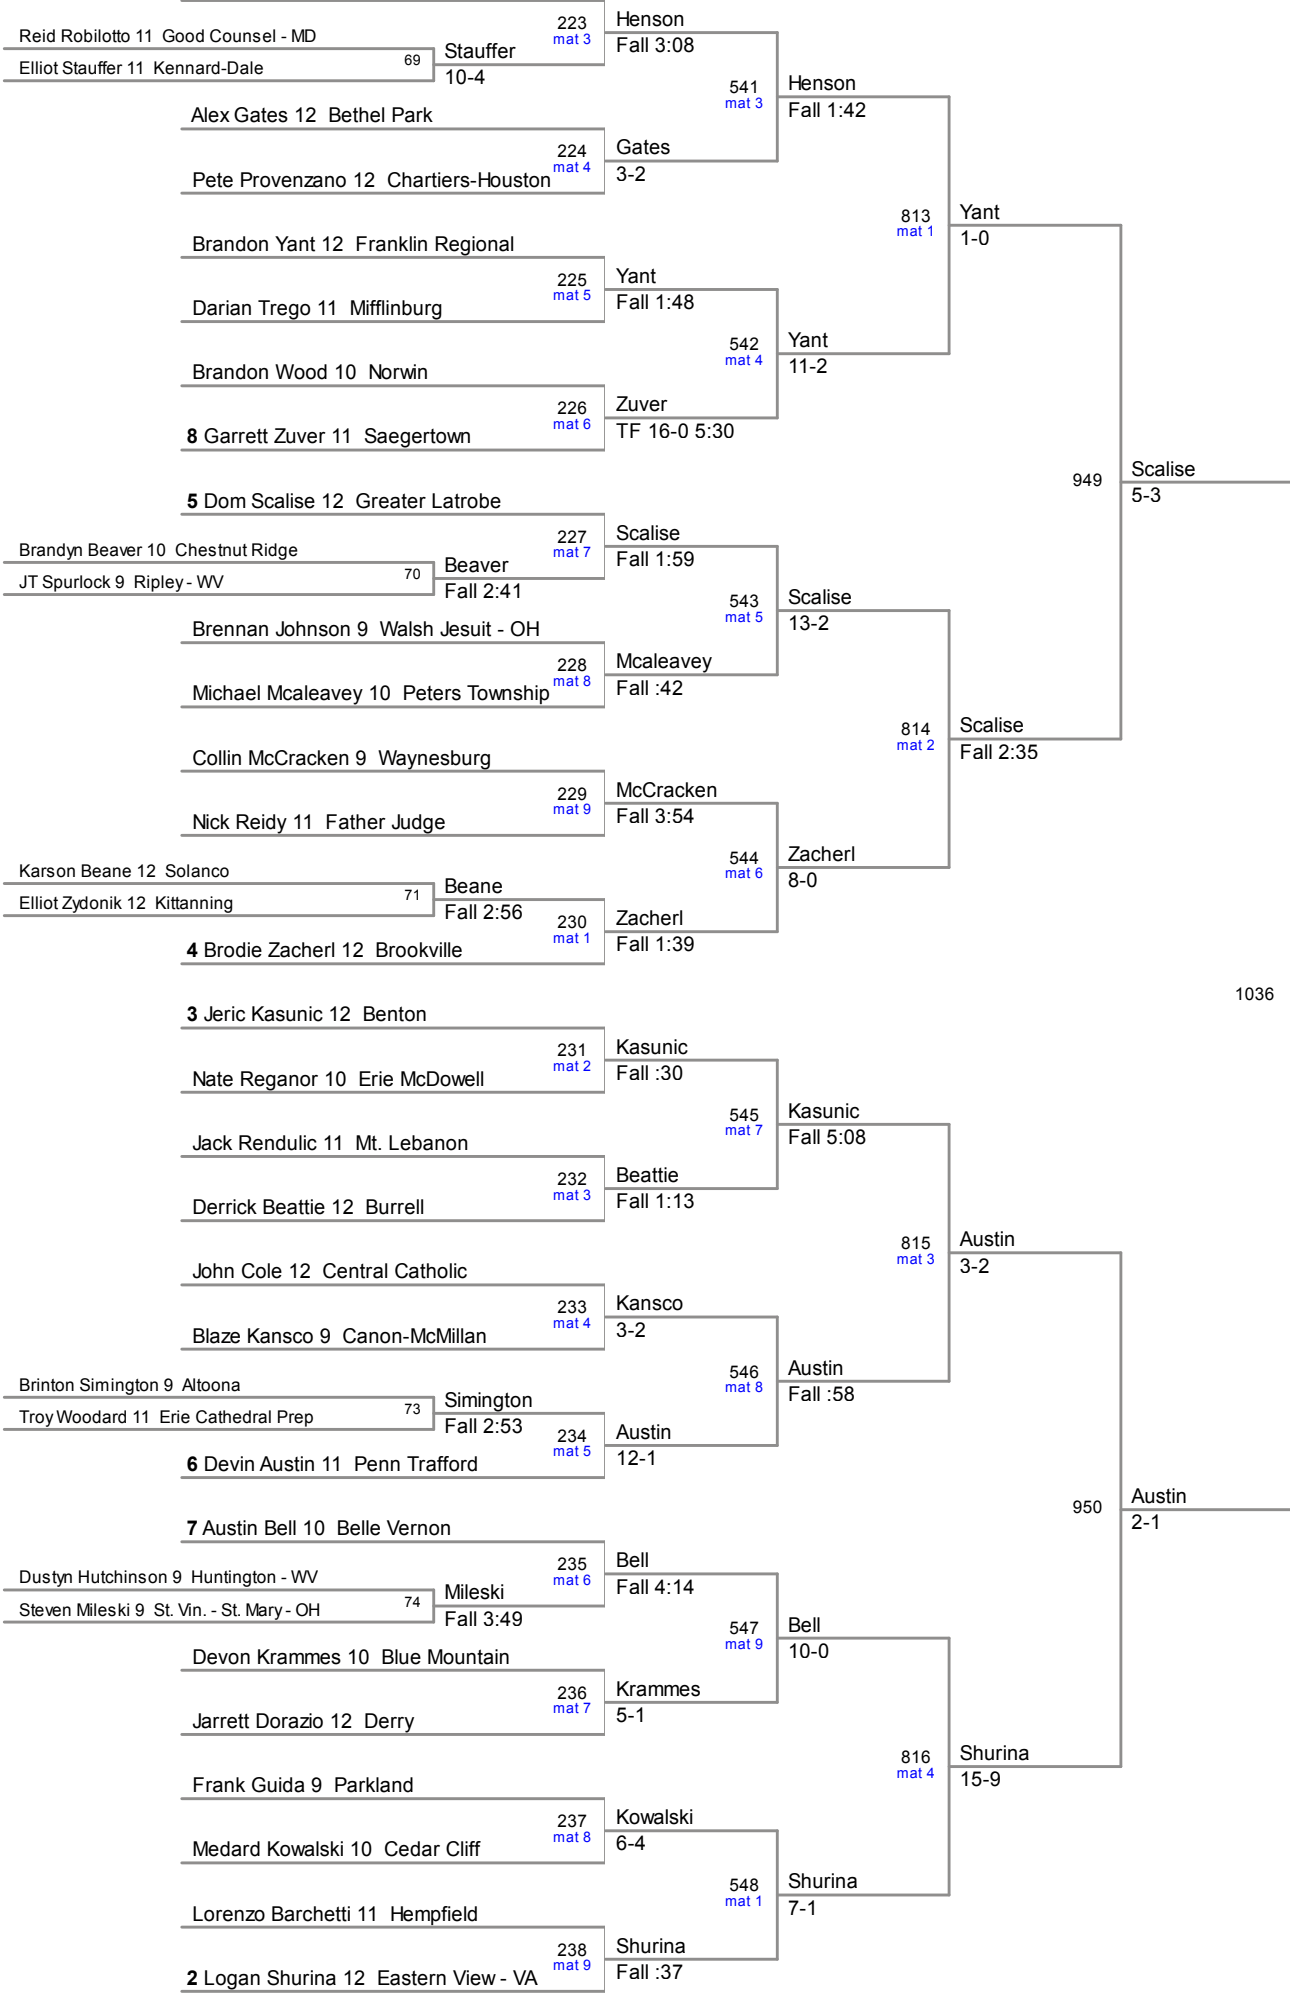 223
mat 3
Henson
Fall 3:08
Reid Robilotto 11 Good Counsel - MD
Elliot Stauffer 11 Kennard-Dale
69
Stauffer
10-4
541
mat 3
Henson
Fall 1:42
Alex Gates 12 Bethel Park
224
mat 4
Gates
3-2
Pete Provenzano 12 Chartiers-Houston
813
mat 1
Yant
1-0
Brandon Yant 12 Franklin Regional
225
mat 5
Yant
Fall 1:48
Darian Trego 11 Mifflinburg
542
mat 4
Yant
11-2
Brandon Wood 10 Norwin
226
mat 6
Zuver
TF 16-0 5:30
8 Garrett Zuver 11 Saegertown
949
Scalise
5-3
5 Dom Scalise 12 Greater Latrobe
227
mat 7
Scalise
Fall 1:59
Brandyn Beaver 10 Chestnut Ridge
JT Spurlock 9 Ripley - WV
70
Beaver
Fall 2:41
543
mat 5
Scalise
13-2
Brennan Johnson 9 Walsh Jesuit - OH
228
mat 8
Mcaleavey
Fall :42
Michael Mcaleavey 10 Peters Township
814
mat 2
Scalise
Fall 2:35
Collin McCracken 9 Waynesburg
229
mat 9
McCracken
Fall 3:54
Nick Reidy 11 Father Judge
544
mat 6
Zacherl
8-0
Karson Beane 12 Solanco
Elliot Zydonik 12 Kittanning
71
Beane
Fall 2:56
230
mat 1
Zacherl
Fall 1:39
4 Brodie Zacherl 12 Brookville
1036
3 Jeric Kasunic 12 Benton
231
mat 2
Kasunic
Fall :30
Nate Reganor 10 Erie McDowell
545
mat 7
Kasunic
Fall 5:08
Jack Rendulic 11 Mt. Lebanon
232
mat 3
Beattie
Fall 1:13
Derrick Beattie 12 Burrell
815
mat 3
Austin
3-2
John Cole 12 Central Catholic
233
mat 4
Kansco
3-2
Blaze Kansco 9 Canon-McMillan
546
mat 8
Austin
Fall :58
Brinton Simington 9 Altoona
Troy Woodard 11 Erie Cathedral Prep
73
Simington
Fall 2:53
234
mat 5
Austin
12-1
6 Devin Austin 11 Penn Trafford
950
Austin
2-1
7 Austin Bell 10 Belle Vernon
235
mat 6
Bell
Fall 4:14
Dustyn Hutchinson 9 Huntington - WV
Steven Mileski 9 St. Vin. - St. Mary - OH
74
Mileski
Fall 3:49
547
mat 9
Bell
10-0
Devon Krammes 10 Blue Mountain
236
mat 7
Krammes
5-1
Jarrett Dorazio 12 Derry
816
mat 4
Shurina
15-9
Frank Guida 9 Parkland
237
mat 8
Kowalski
6-4
Medard Kowalski 10 Cedar Cliff
548
mat 1
Shurina
7-1
Lorenzo Barchetti 11 Hempfield
238
mat 9
Shurina
Fall :37
2 Logan Shurina 12 Eastern View - VA